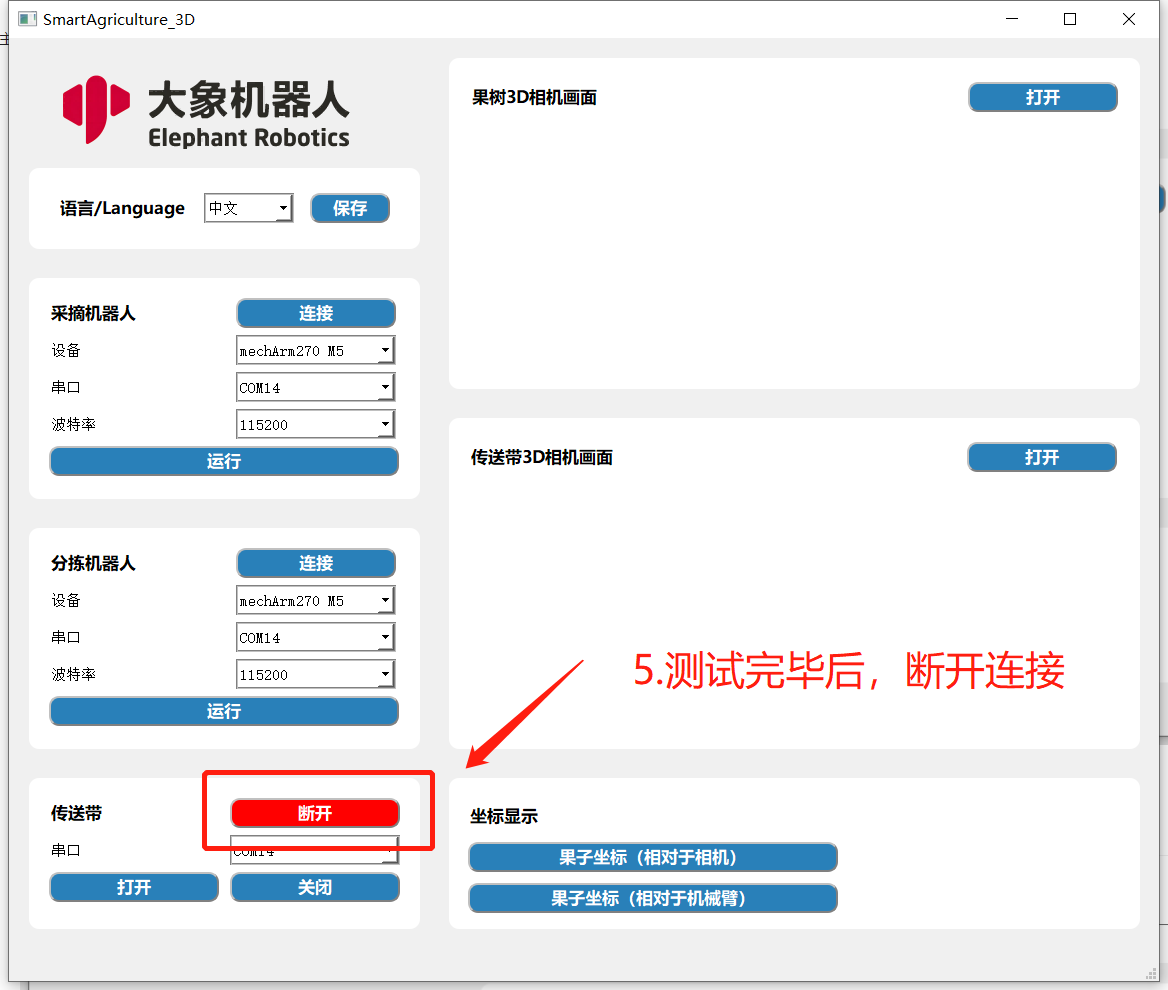 SmartAgriculture_3D
大象机器人
Elephant Robotics
语言/Language 中文 保存
采摘机器人 连接
设备 mechArm270 M5
串口 COM14
波特率 115200
运行
分拣机器人 连接
设备 mechArm270 M5
串口 COM14
波特率 115200
运行
传送带 断开
串口 COM14
打开 关闭
果树3D相机画面 打开
传送带3D相机画面 打开
5.测试完毕后，断开连接
坐标显示
果子坐标（相对于相机）
果子坐标（相对于机械臂）